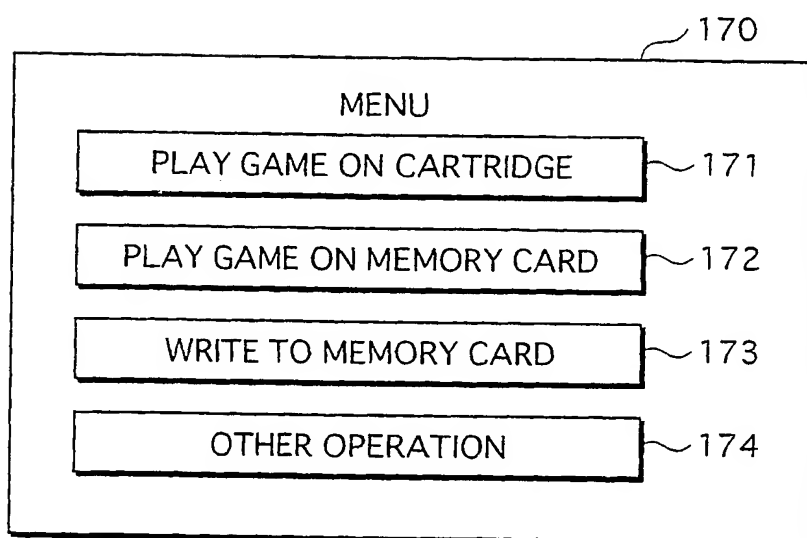 170
MENU
PLAY GAME ON CARTRIDGE 171
PLAY GAME ON MEMORY CARD 172
WRITE TO MEMORY CARD 173
OTHER OPERATION 174